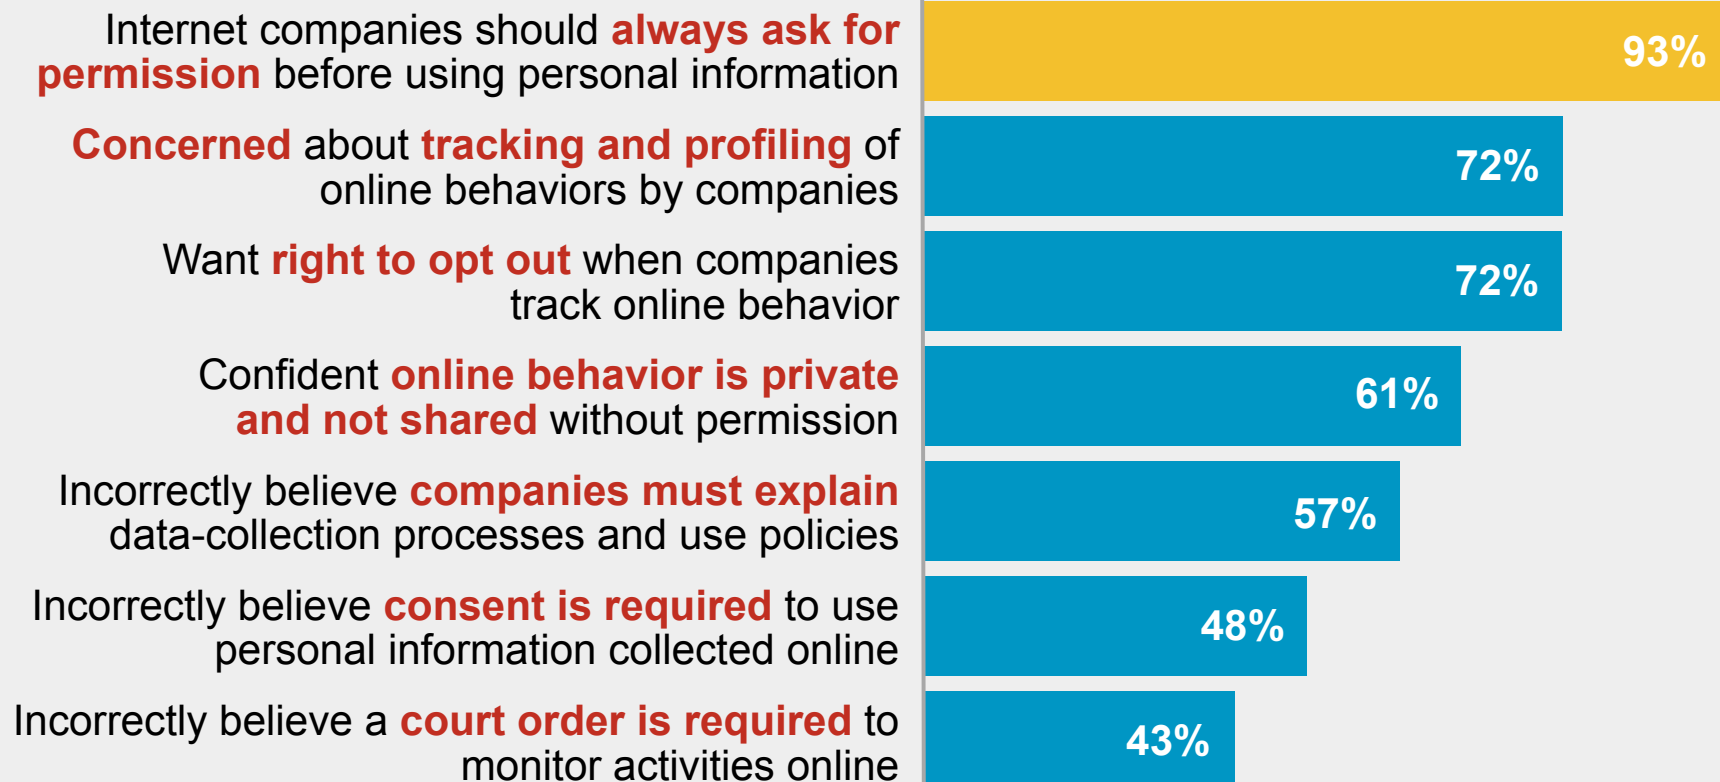 Internet companies should always ask for
permission before using personal information
93%
Concerned about tracking and profiling of
online behaviors by companies
72%
Want right to opt out when companies
track online behavior
72%
Confident online behavior is private
and not shared without permission
61%
Incorrectly believe companies must explain
data-collection processes and use policies
57%
Incorrectly believe consent is required to use
personal information collected online
48%
Incorrectly believe a court order is required to
monitor activities online
43%